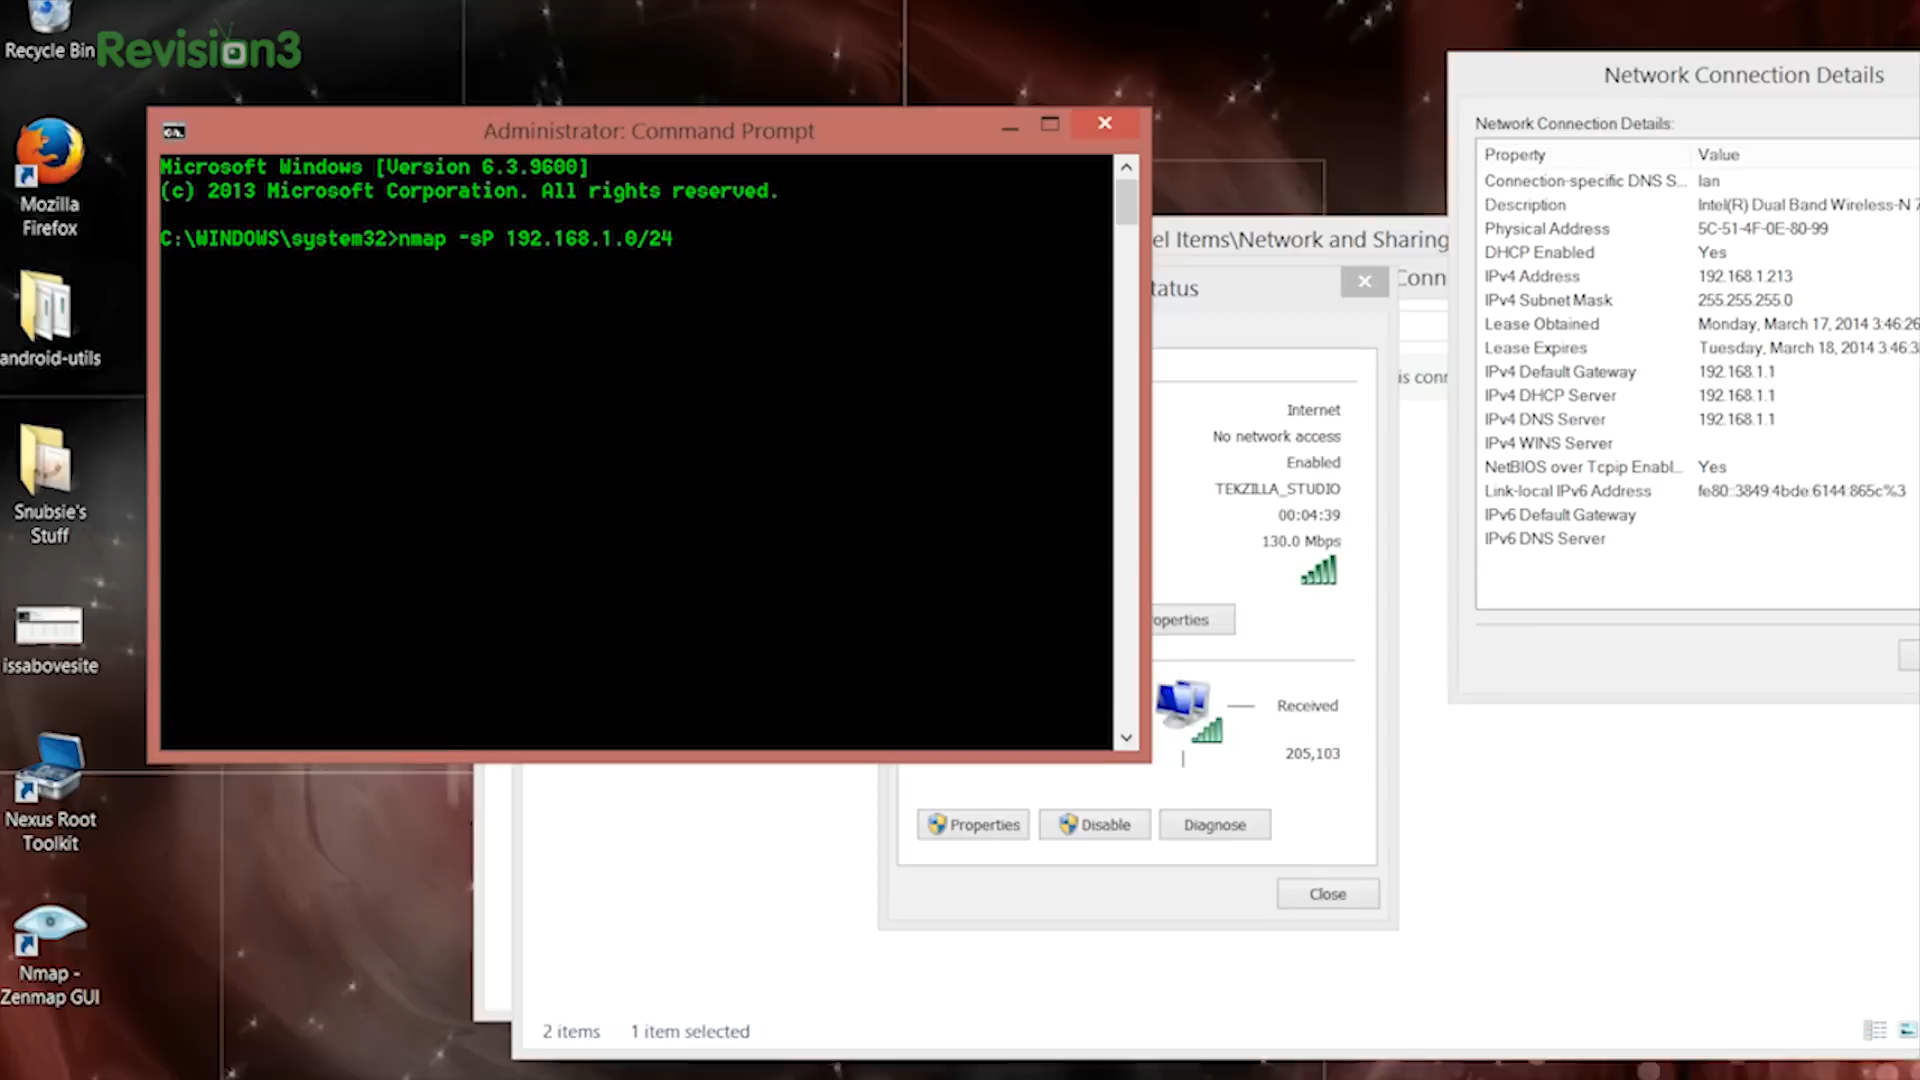 Recycle Bin
Revision3
Mozilla
Firefox
android-utils
Snubsie's
Stuff
issabovesite
Nexus Root
Toolkit
Nmap -
Zenmap GUI
Administrator: Command Prompt
Microsoft Windows [Version 6.3.9600]
(c) 2013 Microsoft Corporation. All rights reserved.
C:\WINDOWS\system32>nmap -sP 192.168.1.0/24
el Items\Network and Sharing
tatus
Conn
is conn
Internet
No network access
Enabled
TEKZILLA_STUDIO
00:04:39
130.0 Mbps
operties
Received
205,103
Properties
Disable
Diagnose
Close
2 items 1 item selected
Network Connection Details
Network Connection Details:
Property Value
Connection-specific DNS S... lan
Description Intel(R) Dual Band Wireless-N 7
Physical Address 5C-51-4F-0E-80-99
DHCP Enabled Yes
IPv4 Address 192.168.1.213
IPv4 Subnet Mask 255.255.255.0
Lease Obtained Monday, March 17, 2014 3:46:26
Lease Expires Tuesday, March 18, 2014 3:46:3
IPv4 Default Gateway 192.168.1.1
IPv4 DHCP Server 192.168.1.1
IPv4 DNS Server 192.168.1.1
IPv4 WINS Server
NetBIOS over Tcpip Enabl... Yes
Link-local IPv6 Address fe80::3849:4bde:6144:865c%3
IPv6 Default Gateway
IPv6 DNS Server